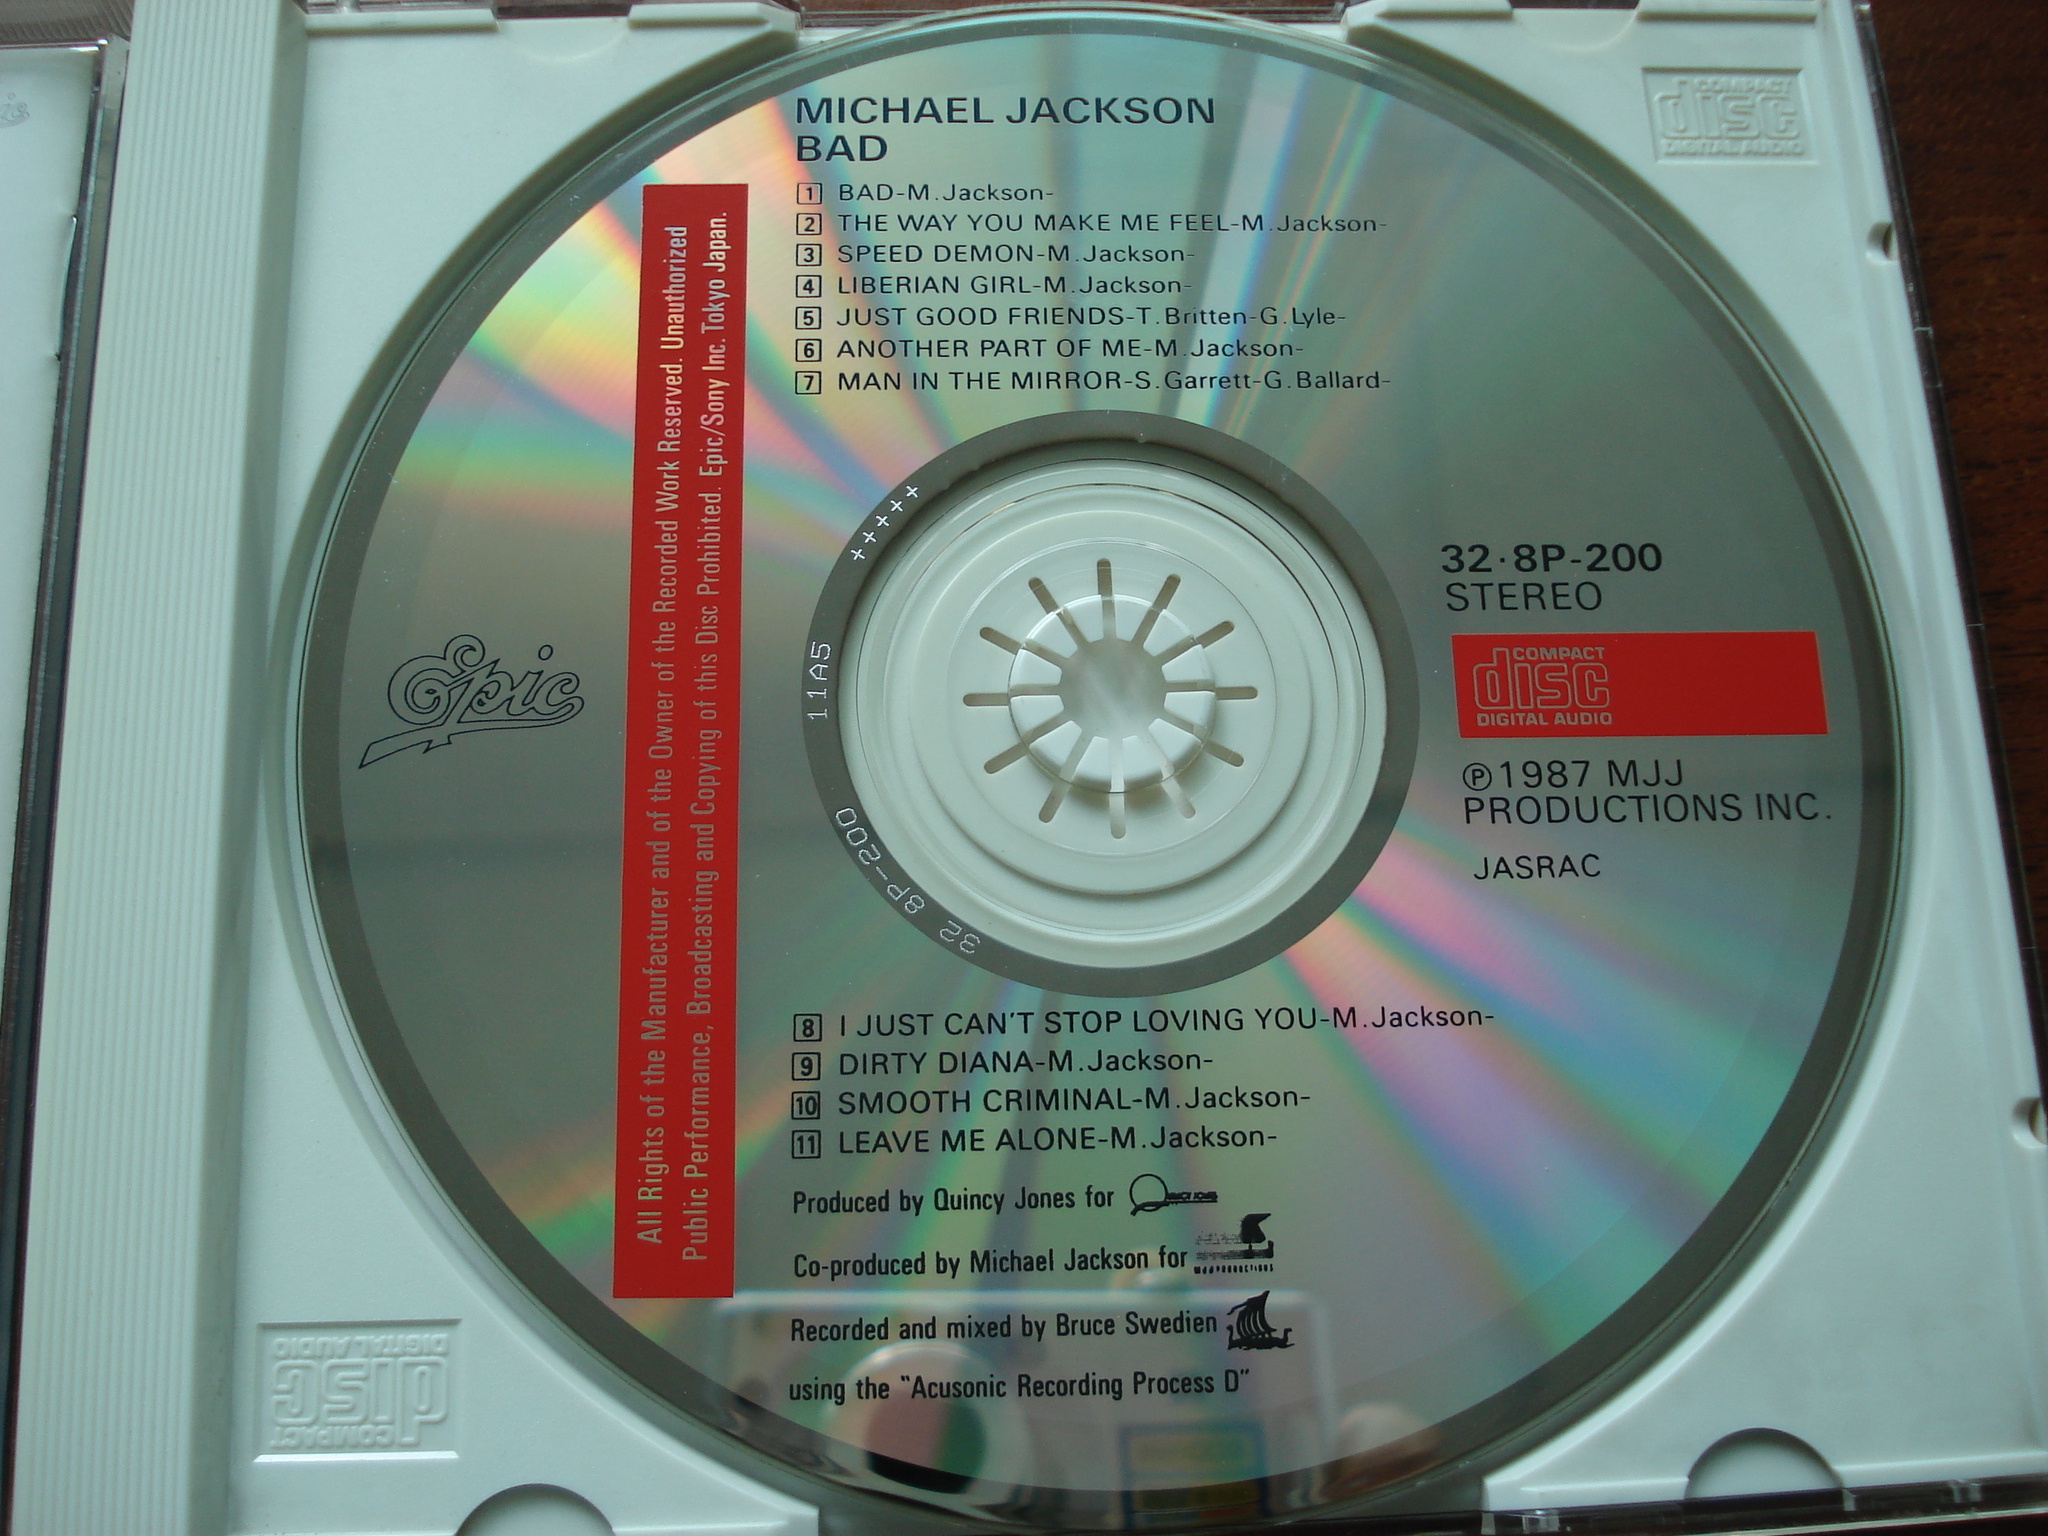 MICHAEL JACKSON
BAD
1 BAD-M.Jackson-
2 THE WAY YOU MAKE ME FEEL-M.Jackson-
3 SPEED DEMON-M.Jackson-
4 LIBERIAN GIRL-M.Jackson-
5 JUST GOOD FRIENDS-T.Britten-G.Lyle-
6 ANOTHER PART OF ME-M.Jackson-
7 MAN IN THE MIRROR-S.Garrett-G.Ballard-
All Rights of the Manufacturer and of the Owner of the Recorded Work Reserved. Unauthorized
Public Performance, Broadcasting and Copying of this Disc Prohibited. Epic/Sony Inc. Tokyo Japan.
Epic
+++++
11A5
32 8P-200
32·8P-200
STEREO
COMPACT
disc
DIGITAL AUDIO
℗1987 MJJ
PRODUCTIONS INC.
JASRAC
8 I JUST CAN'T STOP LOVING YOU-M.Jackson-
9 DIRTY DIANA-M.Jackson-
10 SMOOTH CRIMINAL-M.Jackson-
11 LEAVE ME ALONE-M.Jackson-
Produced by Quincy Jones for
Co-produced by Michael Jackson for
Recorded and mixed by Bruce Swedien
using the "Acusonic Recording Process D"
COMPACT
disc
DIGITAL AUDIO
COMPACT
disc
DIGITAL AUDIO